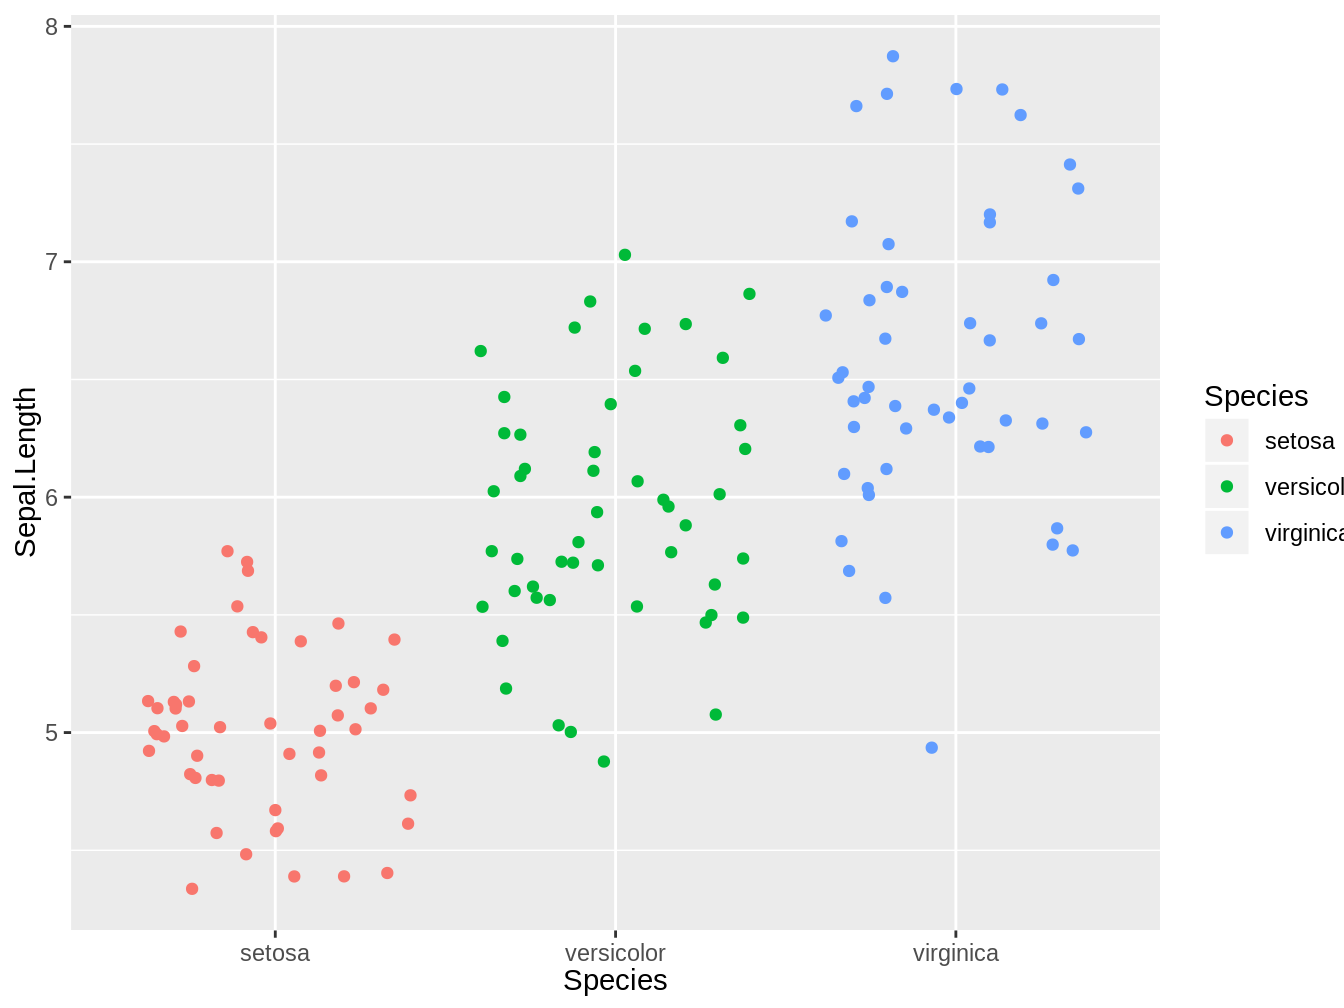 8
7
6
5
Sepal.Length
setosa
versicolor
virginica
Species
Species
setosa
versicol
virginica